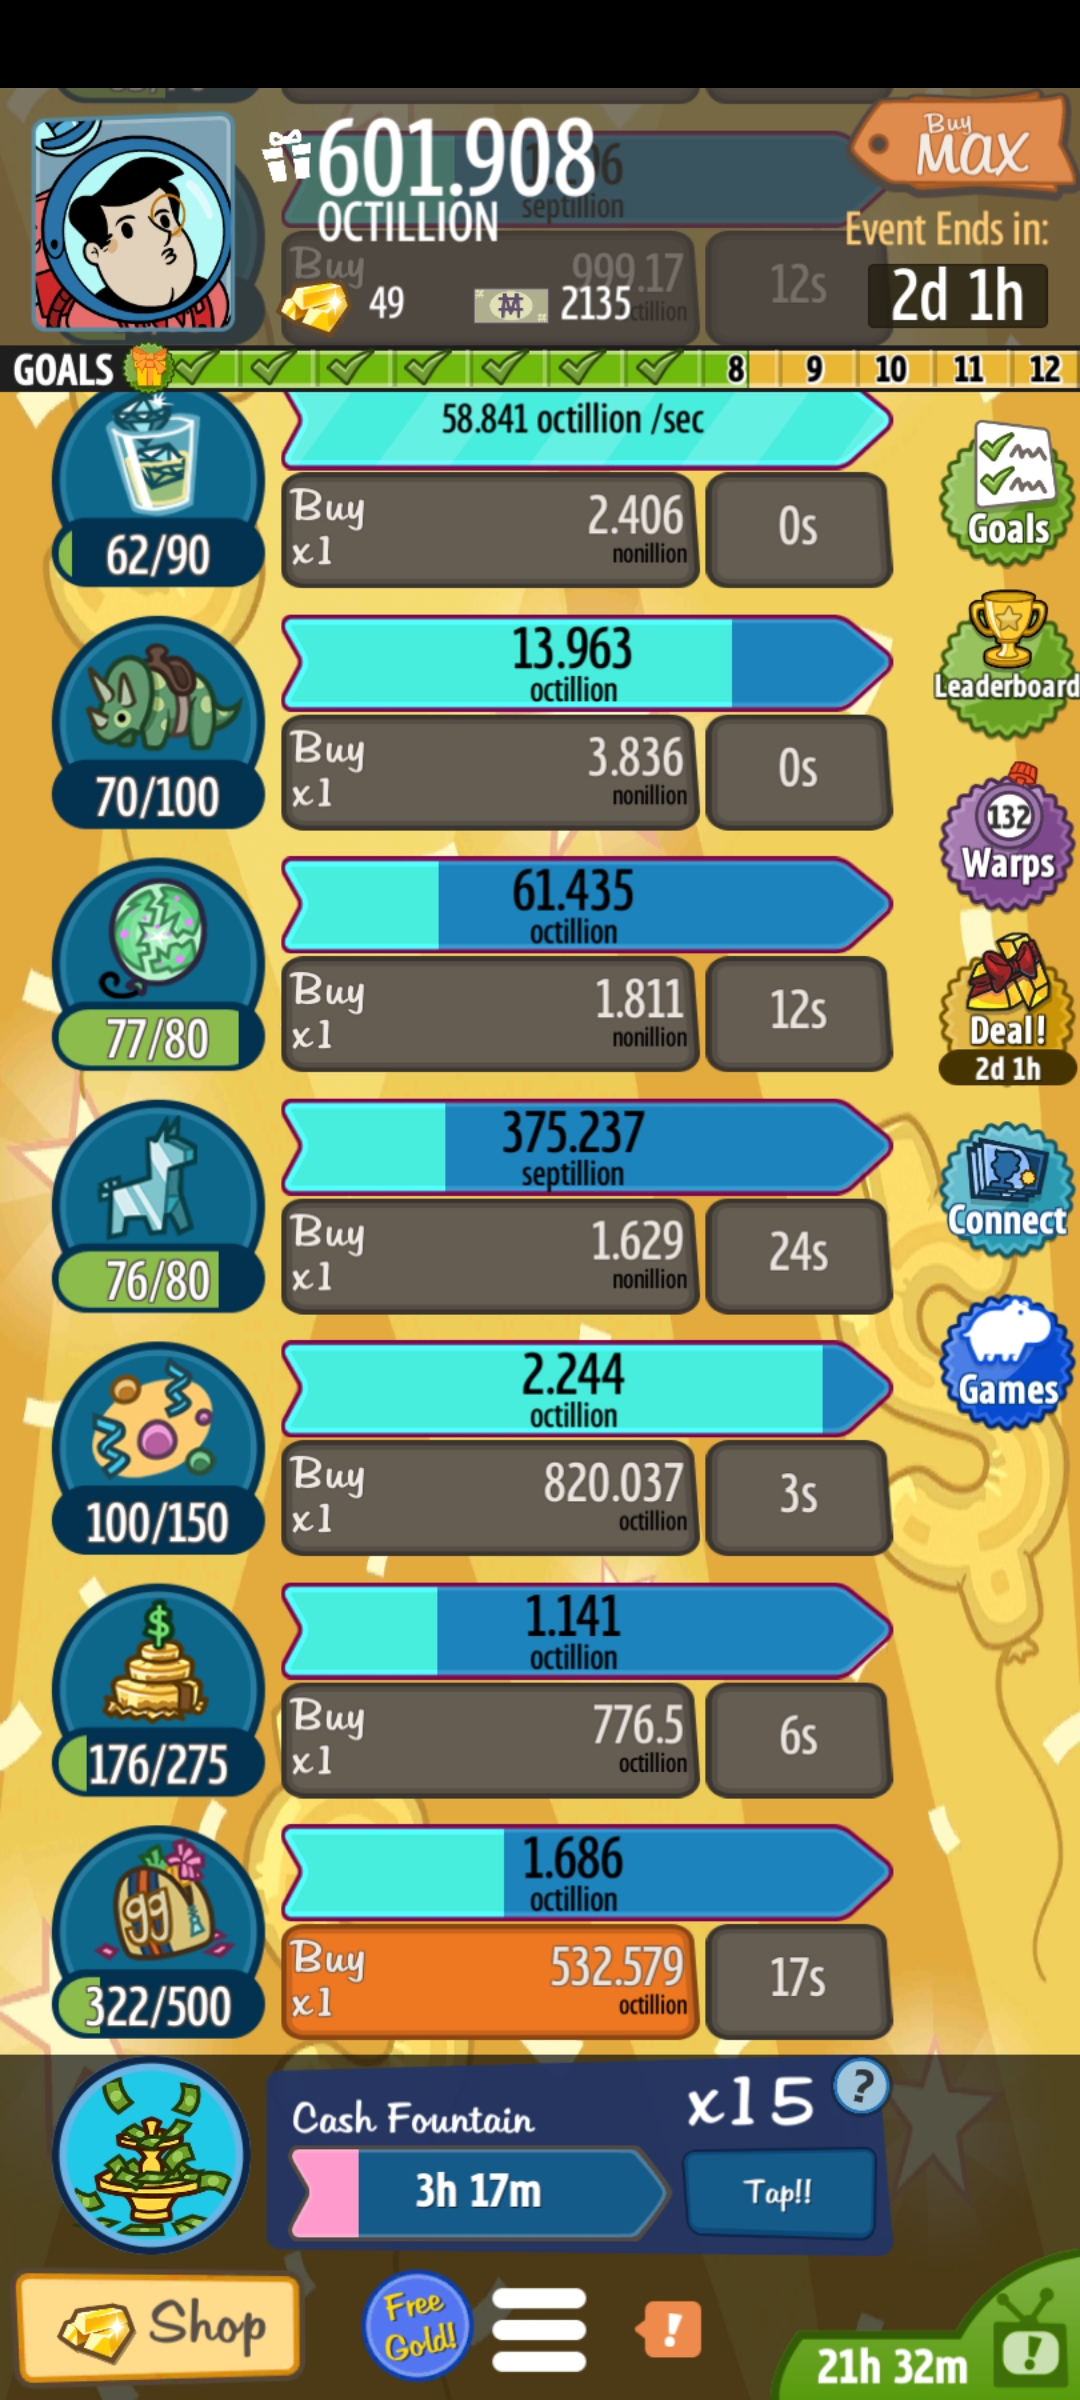 601.908
OCTILLION
septillion
Buy
MAX
Event Ends in:
2d 1h
Buy
999.17
12s
49
2135
GOALS
8
9
10
11
12
58.841 octillion /sec
Buy
x1
2.406
nonillion
0s
62/90
13.963
octillion
Buy
x1
3.836
nonillion
0s
70/100
61.435
octillion
Buy
x1
1.811
nonillion
12s
77/80
375.237
septillion
Buy
x1
1.629
nonillion
24s
76/80
2.244
octillion
Buy
x1
820.037
octillion
3s
100/150
$
1.141
octillion
Buy
x1
776.5
octillion
6s
176/275
99
1.686
octillion
Buy
x1
532.579
octillion
17s
322/500
Goals
Leaderboard
132
Warps
Deal!
2d 1h
Connect
Games
Cash Fountain
x15
?
3h 17m
Tap!!
Shop
Free
Gold!
!
21h 32m
!